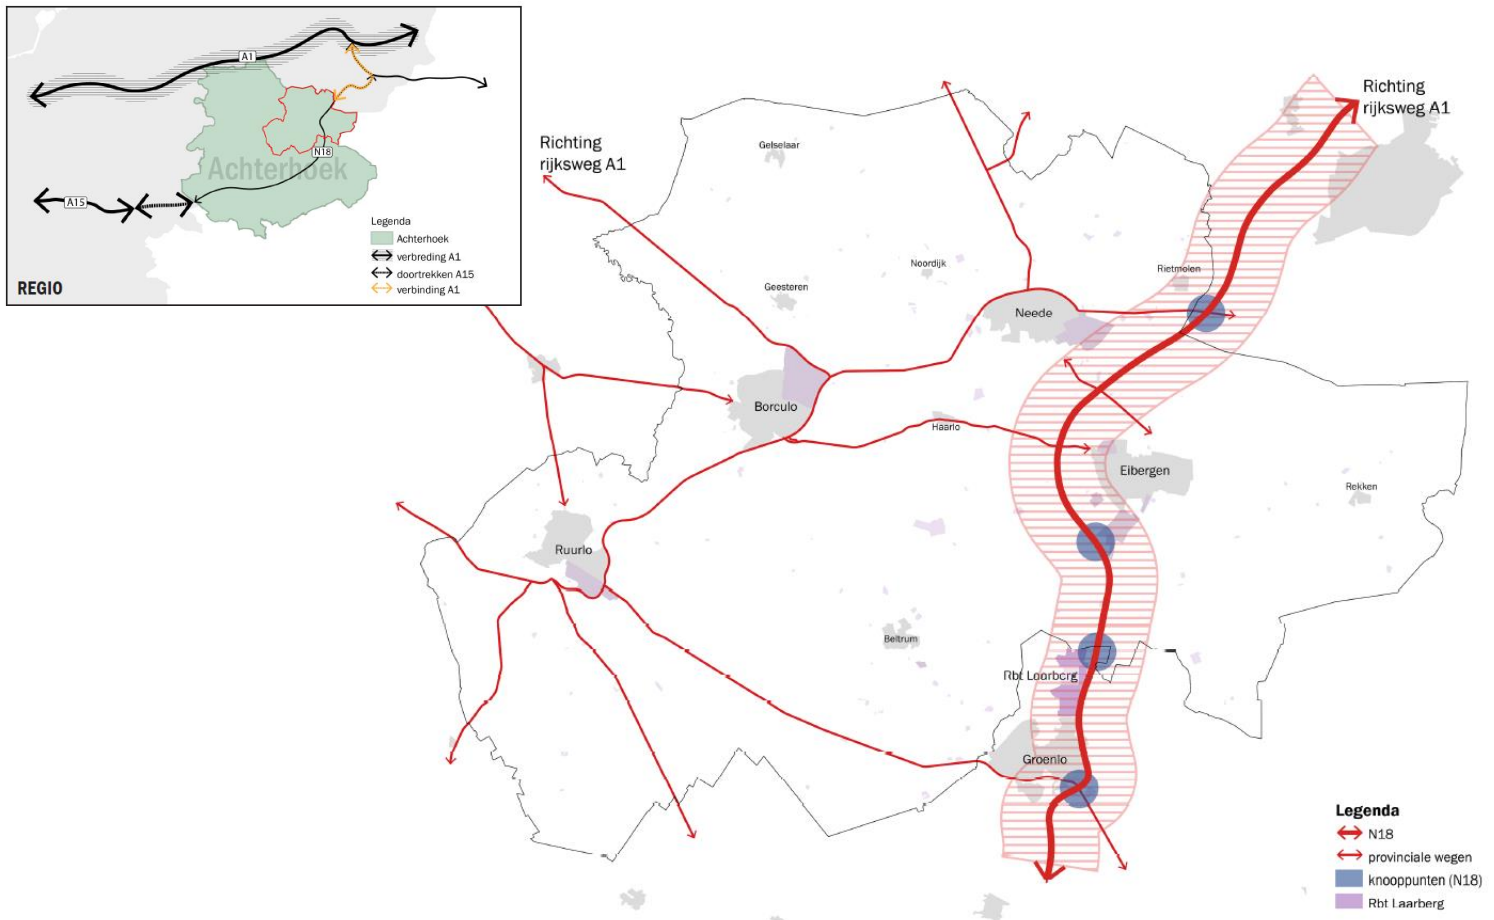 A1
N18
Achterhoek
A15
Legenda
Achterhoek
verbreding A1
doortrekken A15
verbinding A1
REGIO
Richting
rijksweg A1
Richting
rijksweg A1
Gelselaar
Noordijk
Rietmolen
Geesteren
Neede
Borculo
Haarlo
Eibergen
Rekken
Ruurlo
Beltrum
Rbt Laarberg
Groenlo
Legenda
N18
provinciale wegen
knooppunten (N18)
Rbt Laarberg